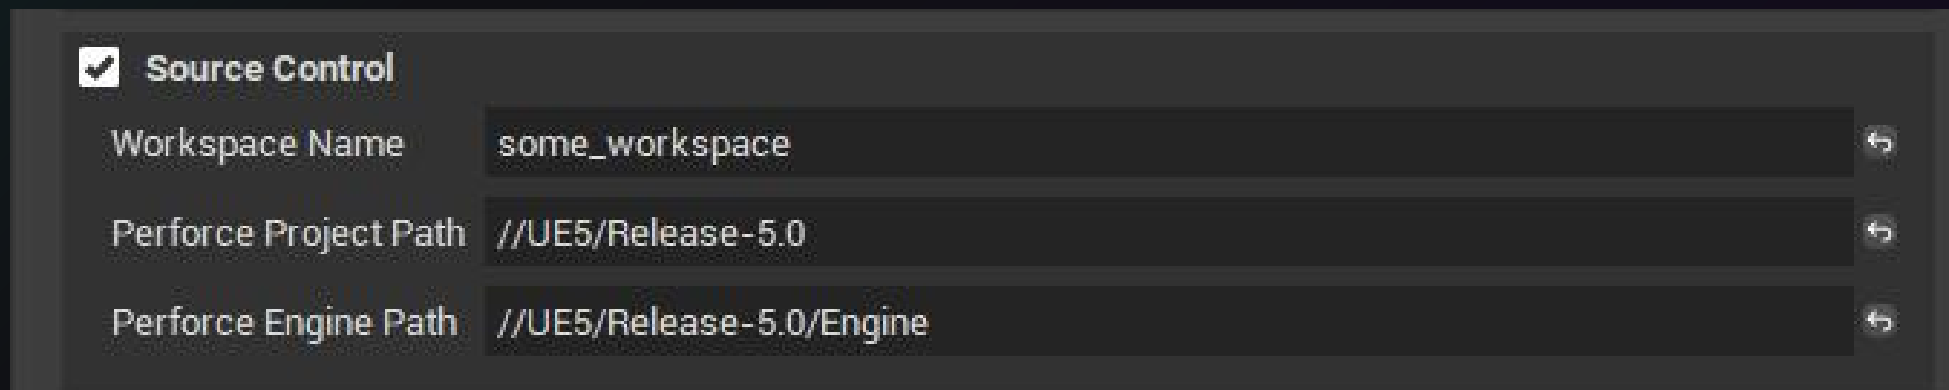 Source Control
Workspace Name some_workspace
Perforce Project Path //UE5/Release-5.0
Perforce Engine Path //UE5/Release-5.0/Engine